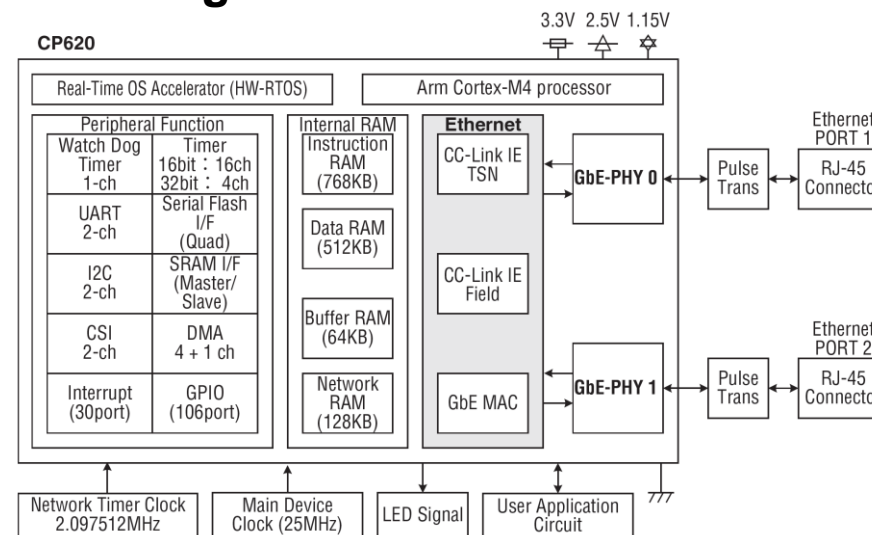 3.3V 2.5V 1.15V
CP620
Real-Time OS Accelerator (HW-RTOS)
Arm Cortex-M4 processor
Peripheral Function
Watch Dog
Timer
1-ch
Timer
16bit : 16ch
32bit : 4ch
UART
2-ch
Serial Flash
I/F
(Quad)
I2C
2-ch
SRAM I/F
(Master/
Slave)
CSI
2-ch
DMA
4 + 1 ch
Interrupt
(30port)
GPIO
(106port)
Internal RAM
Instruction
RAM
(768KB)
Data RAM
(512KB)
Buffer RAM
(64KB)
Network
RAM
(128KB)
Ethernet
CC-Link IE
TSN
CC-Link IE
Field
GbE MAC
GbE-PHY 0
GbE-PHY 1
Pulse
Trans
Ethernet
PORT 1
RJ-45
Connecto
Pulse
Trans
Ethernet
PORT 2
RJ-45
Connecto
Network Timer Clock
2.097512MHz
Main Device
Clock (25MHz)
LED Signal
User Application
Circuit